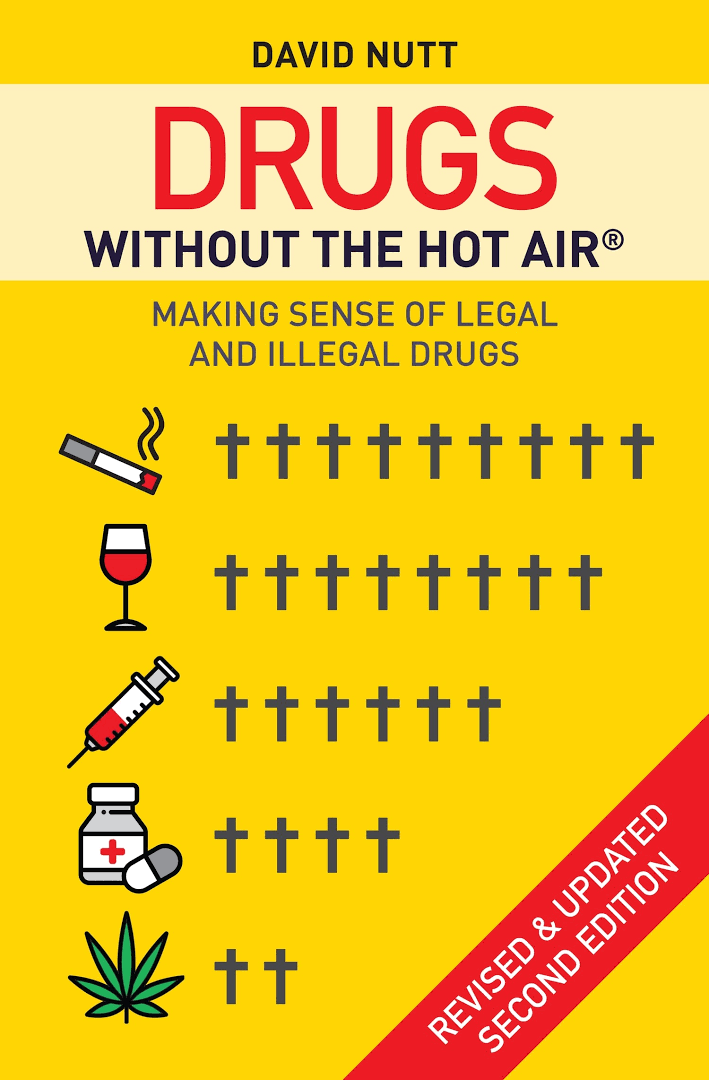 DAVID NUTT
DRUGS
WITHOUT THE HOT AIR®
MAKING SENSE OF LEGAL
AND ILLEGAL DRUGS
REVISED & UPDATED
SECOND EDITION